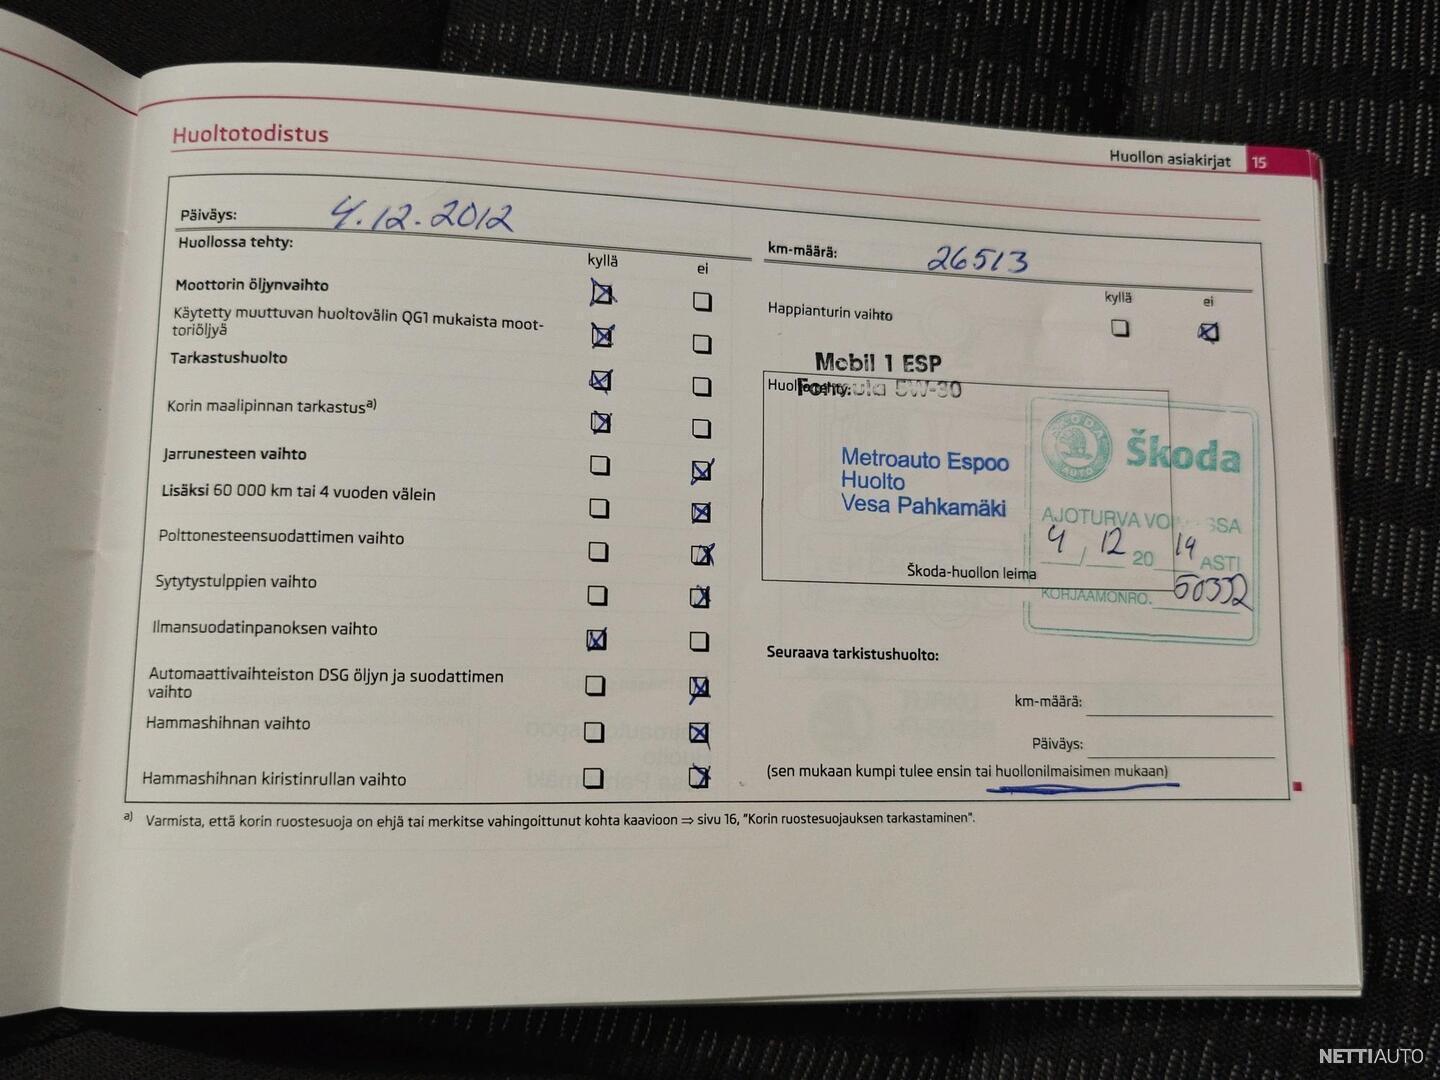 Huoltotodistus
Huollon asiakirjat 15
Päiväys: 4.12.2012
Huollossa tehty:
kyllä ei
Moottorin öljynvaihto
Käytetty muuttuvan huoltovälin QG1 mukaista moot-
toriöljyä
Tarkastushuolto
Korin maalipinnan tarkastus a)
Jarrunesteen vaihto
Lisäksi 60 000 km tai 4 vuoden välein
Polttonesteensuodattimen vaihto
Sytytystulppien vaihto
Ilmansuodatinpanoksen vaihto
Automaattivaihteiston DSG öljyn ja suodattimen
vaihto
Hammashihnan vaihto
Hammashihnan kiristinrullan vaihto
km-määrä: 26513
kyllä ei
Happianturin vaihto
Mobil 1 ESP
Formula 5W-30
Metroauto Espoo
Huolto
Vesa Pahkamäki
Škoda-huollon leima
ŠKODA
AUTO
Škoda
AJOTURVA
4 / 12 20 14 ASTI
KORJAAMONRO. 50332
Seuraava tarkistushuolto:
km-määrä:
Päiväys:
(sen mukaan kumpi tulee ensin tai huollonilmaisimen mukaan)
a) Varmista, että korin ruostesuoja on ehjä tai merkitse vahingoittunut kohta kaavioon ⇒ sivu 16, "Korin ruostesuojauksen tarkastaminen".
NETTIAUTO